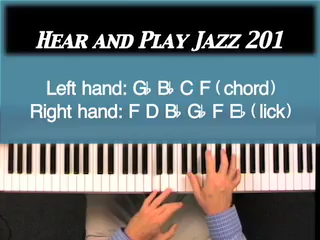 Hear and Play Jazz 201
Left hand: G♭ B♭ C F (chord)
Right hand: F D B♭ G♭ F E♭ (lick)